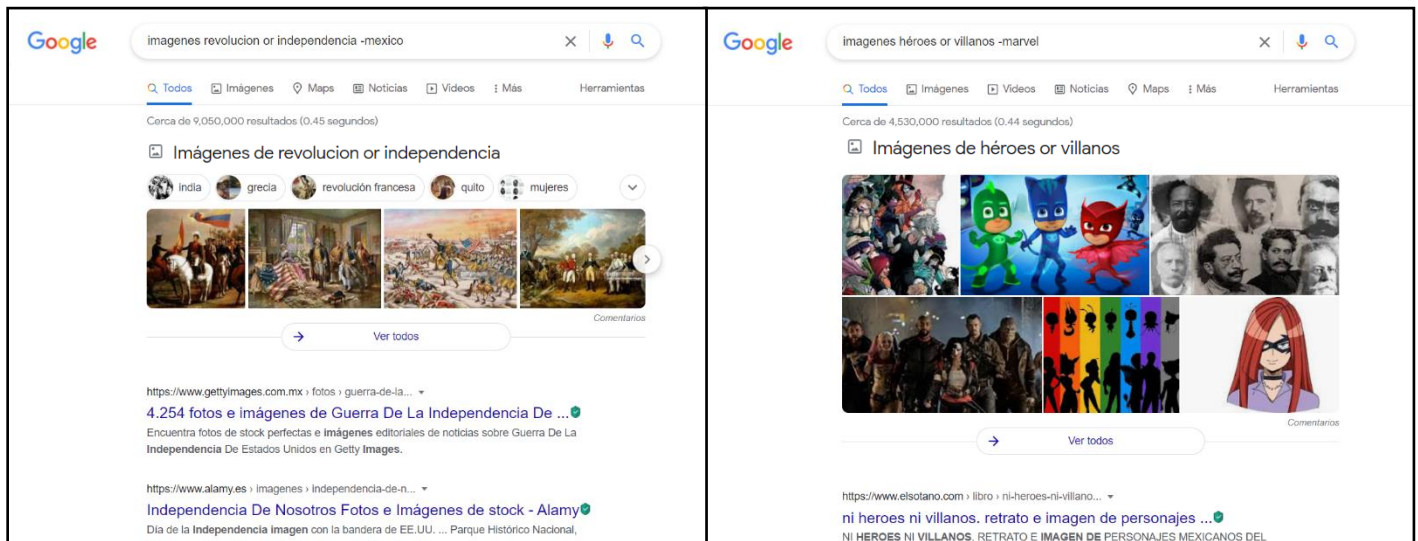 Google
imagenes revolucion or independencia -mexico
Todos Imágenes Maps Noticias Videos Más Herramientas
Cerca de 9,050,000 resultados (0.45 segundos)
Imágenes de revolucion or independencia
india grecia revolución francesa quito mujeres
Comentarios
Ver todos
https://www.gettyimages.com.mx › fotos › guerra-de-la...
4.254 fotos e imágenes de Guerra De La Independencia De ...
Encuentra fotos de stock perfectas e imágenes editoriales de noticias sobre Guerra De La
Independencia De Estados Unidos en Getty Images.
https://www.alamy.es › imagenes › independencia-de-n...
Independencia De Nosotros Fotos e Imágenes de stock - Alamy
Día de la Independencia imagen con la bandera de EE.UU. ... Parque Histórico Nacional,
Google
imagenes héroes or villanos -marvel
Todos Imágenes Videos Noticias Maps Más Herramientas
Cerca de 4,530,000 resultados (0.44 segundos)
Imágenes de héroes or villanos
Comentarios
Ver todos
https://www.elsotano.com › libro › ni-heroes-ni-villano...
ni heroes ni villanos. retrato e imagen de personajes ...
NI HEROES NI VILLANOS. RETRATO E IMAGEN DE PERSONAJES MEXICANOS DEL